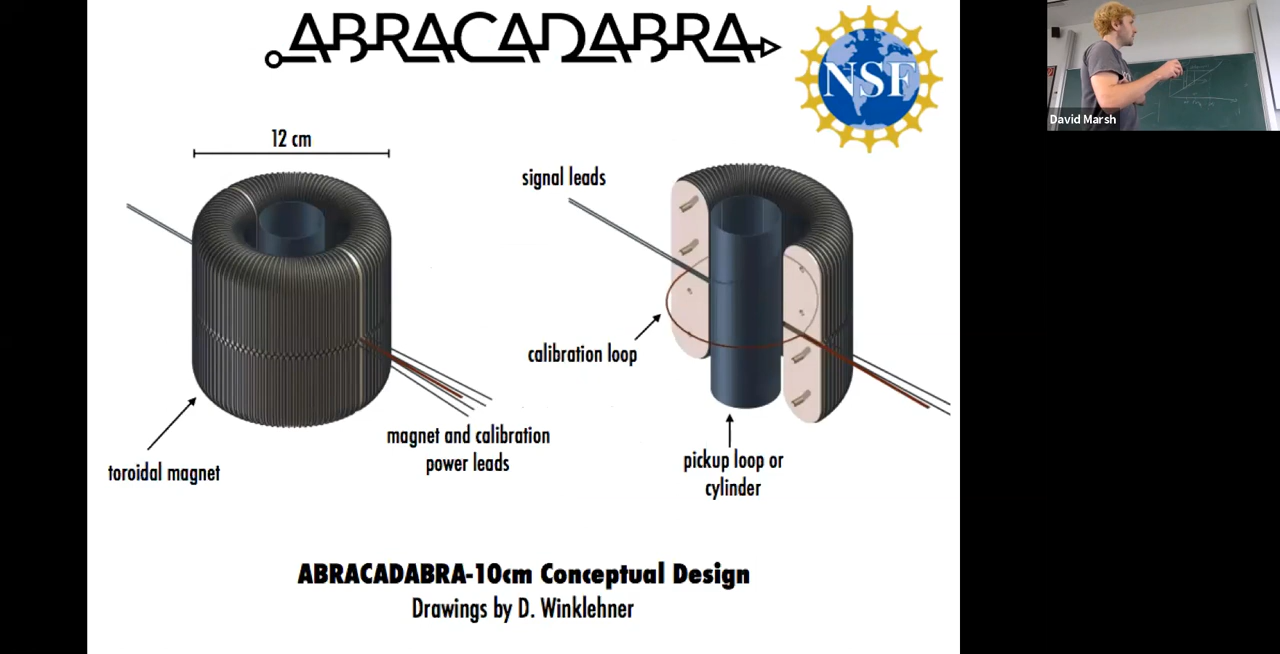 ABRACADABRA
NSF
David Marsh
12 cm
signal leads
calibration loop
magnet and calibration
power leads
toroidal magnet
pickup loop or
cylinder
ABRACADABRA-10cm Conceptual Design
Drawings by D. Winklehner